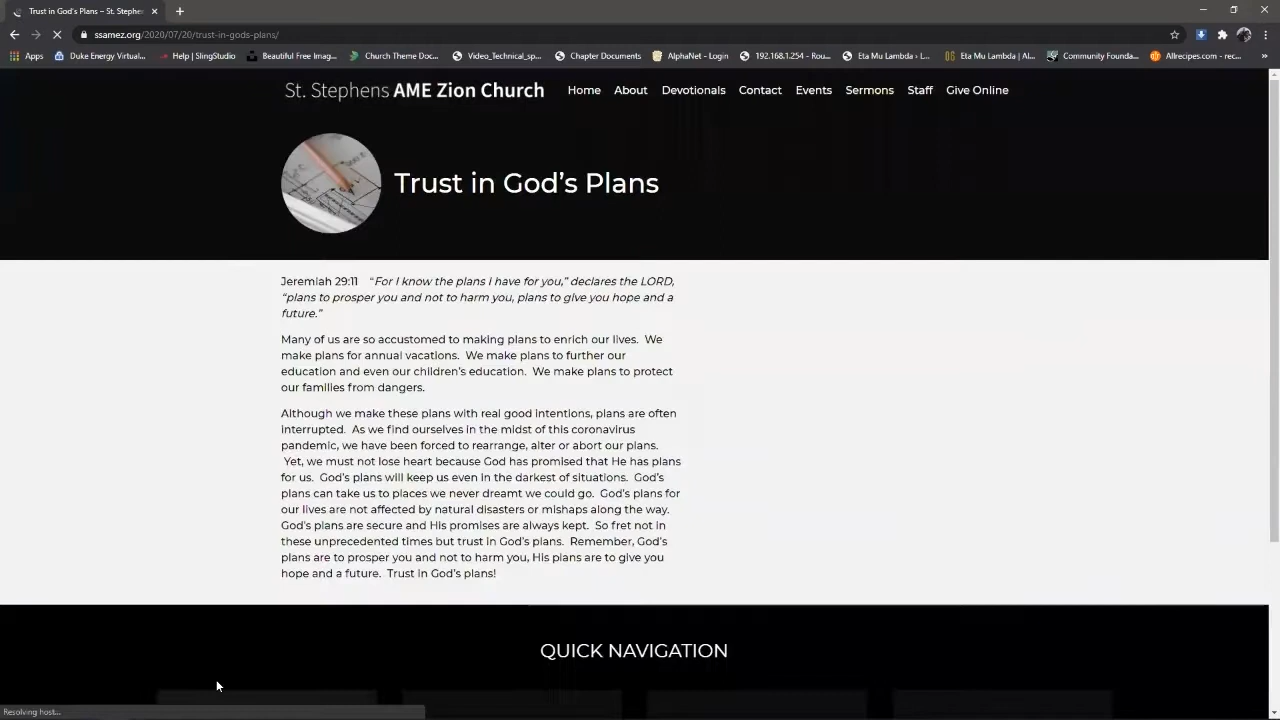 Trust in God's Plans – St. Stephe
ssamez.org/2020/07/20/trust-in-gods-plans/
Apps Duke Energy Virtual... Help | SlingStudio Beautiful Free Imag... Church Theme Doc... Video_Technical_sp... Chapter Documents AlphaNet - Login 192.168.1.254 - Rou... Eta Mu Lambda › L... Eta Mu Lambda | Al... Community Founda... Allrecipes.com - rec... »
St. Stephens AME Zion Church Home About Devotionals Contact Events Sermons Staff Give Online
Trust in God's Plans
Jeremiah 29:11 “For I know the plans I have for you,” declares the LORD,
“plans to prosper you and not to harm you, plans to give you hope and a
future.”
Many of us are so accustomed to making plans to enrich our lives. We
make plans for annual vacations. We make plans to further our
education and even our children’s education. We make plans to protect
our families from dangers.
Although we make these plans with real good intentions, plans are often
interrupted. As we find ourselves in the midst of this coronavirus
pandemic, we have been forced to rearrange, alter or abort our plans.
Yet, we must not lose heart because God has promised that He has plans
for us. God’s plans will keep us even in the darkest of situations. God’s
plans can take us to places we never dreamt we could go. God’s plans for
our lives are not affected by natural disasters or mishaps along the way.
God’s plans are secure and His promises are always kept. So fret not in
these unprecedented times but trust in God’s plans. Remember, God’s
plans are to prosper you and not to harm you, His plans are to give you
hope and a future. Trust in God’s plans!
QUICK NAVIGATION
Resolving host...